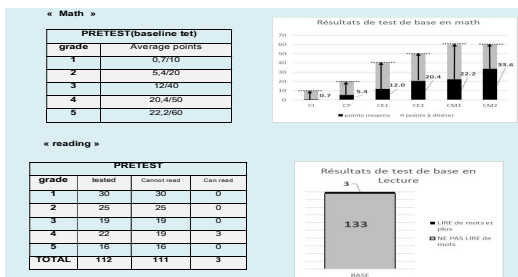 « Math »
PRETEST(baseline tet)
grade Average points
1 0,7/10
2 5,4/20
3 12/40
4 20,4/50
5 22,2/60
Résultats de test de base en math
70
60
50
40
30
20
10
0
0.7 5.4 12.0 20.4 22.2 33.6
CI CP CE1 CE2 CM1 CM2
points moyens points à désirer
« reading »
PRETEST
grade tested Cannot read Can read
1 30 30 0
2 25 25 0
3 19 19 0
4 22 19 3
5 16 16 0
TOTAL 112 111 3
Résultats de test de base en
Lecture
3
133
LIRE de mots et
plus
NE PAS LIRE de
mots
BASE